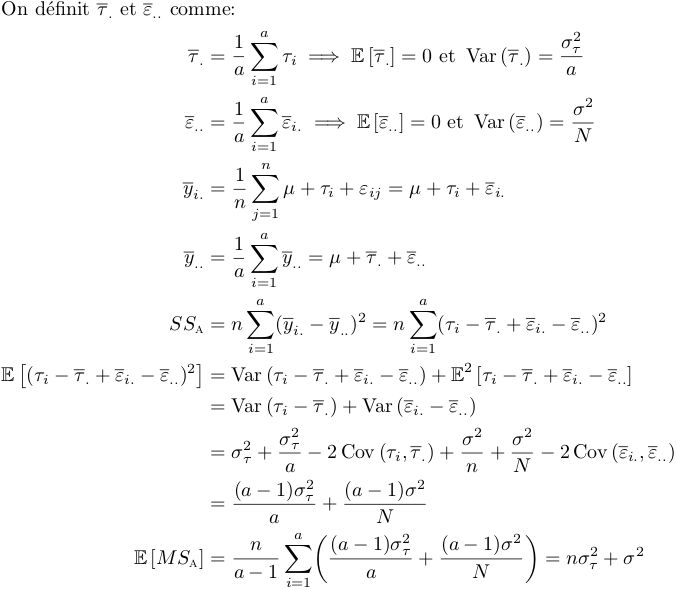 On définit τ̅. et ε̅.. comme:
τ̅. = 1/a ∑_{i=1}^{a} τ_i ⟹ 𝔼[τ̅.] = 0 et Var(τ̅.) = σ_τ²/a
ε̅.. = 1/a ∑_{i=1}^{a} ε̅_i. ⟹ 𝔼[ε̅..] = 0 et Var(ε̅..) = σ²/N
y̅_i. = 1/n ∑_{j=1}^{n} μ + τ_i + ε_ij = μ + τ_i + ε̅_i.
y̅.. = 1/a ∑_{i=1}^{a} y̅.. = μ + τ̅. + ε̅..
SS_A = n ∑_{i=1}^{a} (y̅_i. − y̅..)² = n ∑_{i=1}^{a} (τ_i − τ̅. + ε̅_i. − ε̅..)²
𝔼[(τ_i − τ̅. + ε̅_i. − ε̅..)²] = Var(τ_i − τ̅. + ε̅_i. − ε̅..) + 𝔼²[τ_i − τ̅. + ε̅_i. − ε̅..]
= Var(τ_i − τ̅.) + Var(ε̅_i. − ε̅..)
= σ_τ² + σ_τ²/a − 2 Cov(τ_i, τ̅.) + σ²/n + σ²/N − 2 Cov(ε̅_i., ε̅..)
= (a − 1)σ_τ²/a + (a − 1)σ²/N
𝔼[MS_A] = n/(a − 1) ∑_{i=1}^{a} ((a − 1)σ_τ²/a + (a − 1)σ²/N) = nσ_τ² + σ²